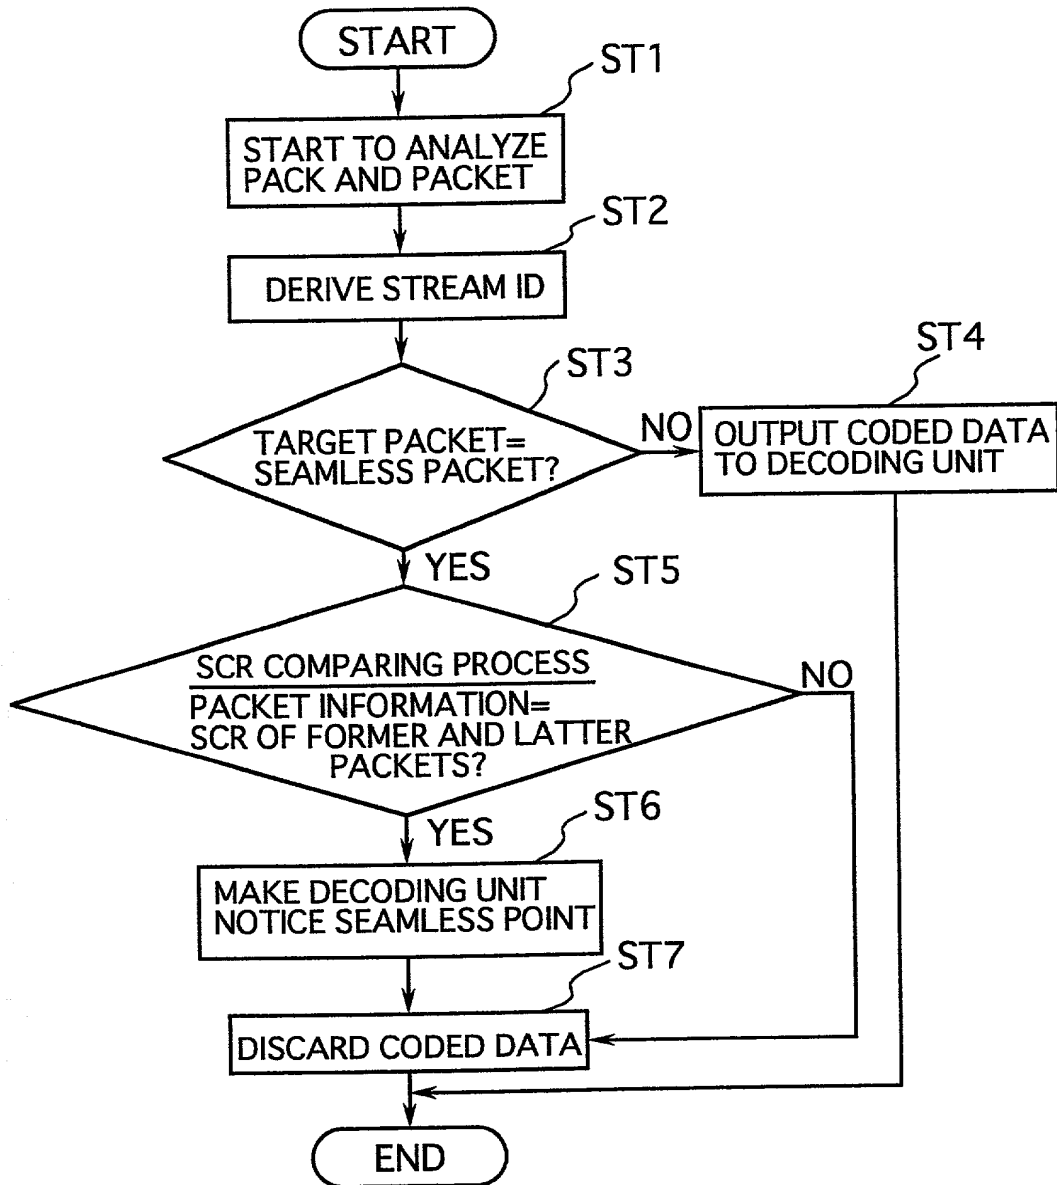 START
ST1
START TO ANALYZE
PACK AND PACKET
ST2
DERIVE STREAM ID
ST3
TARGET PACKET=
SEAMLESS PACKET?
NO
ST4
OUTPUT CODED DATA
TO DECODING UNIT
YES
ST5
SCR COMPARING PROCESS
PACKET INFORMATION=
SCR OF FORMER AND LATTER
PACKETS?
NO
YES
ST6
MAKE DECODING UNIT
NOTICE SEAMLESS POINT
ST7
DISCARD CODED DATA
END